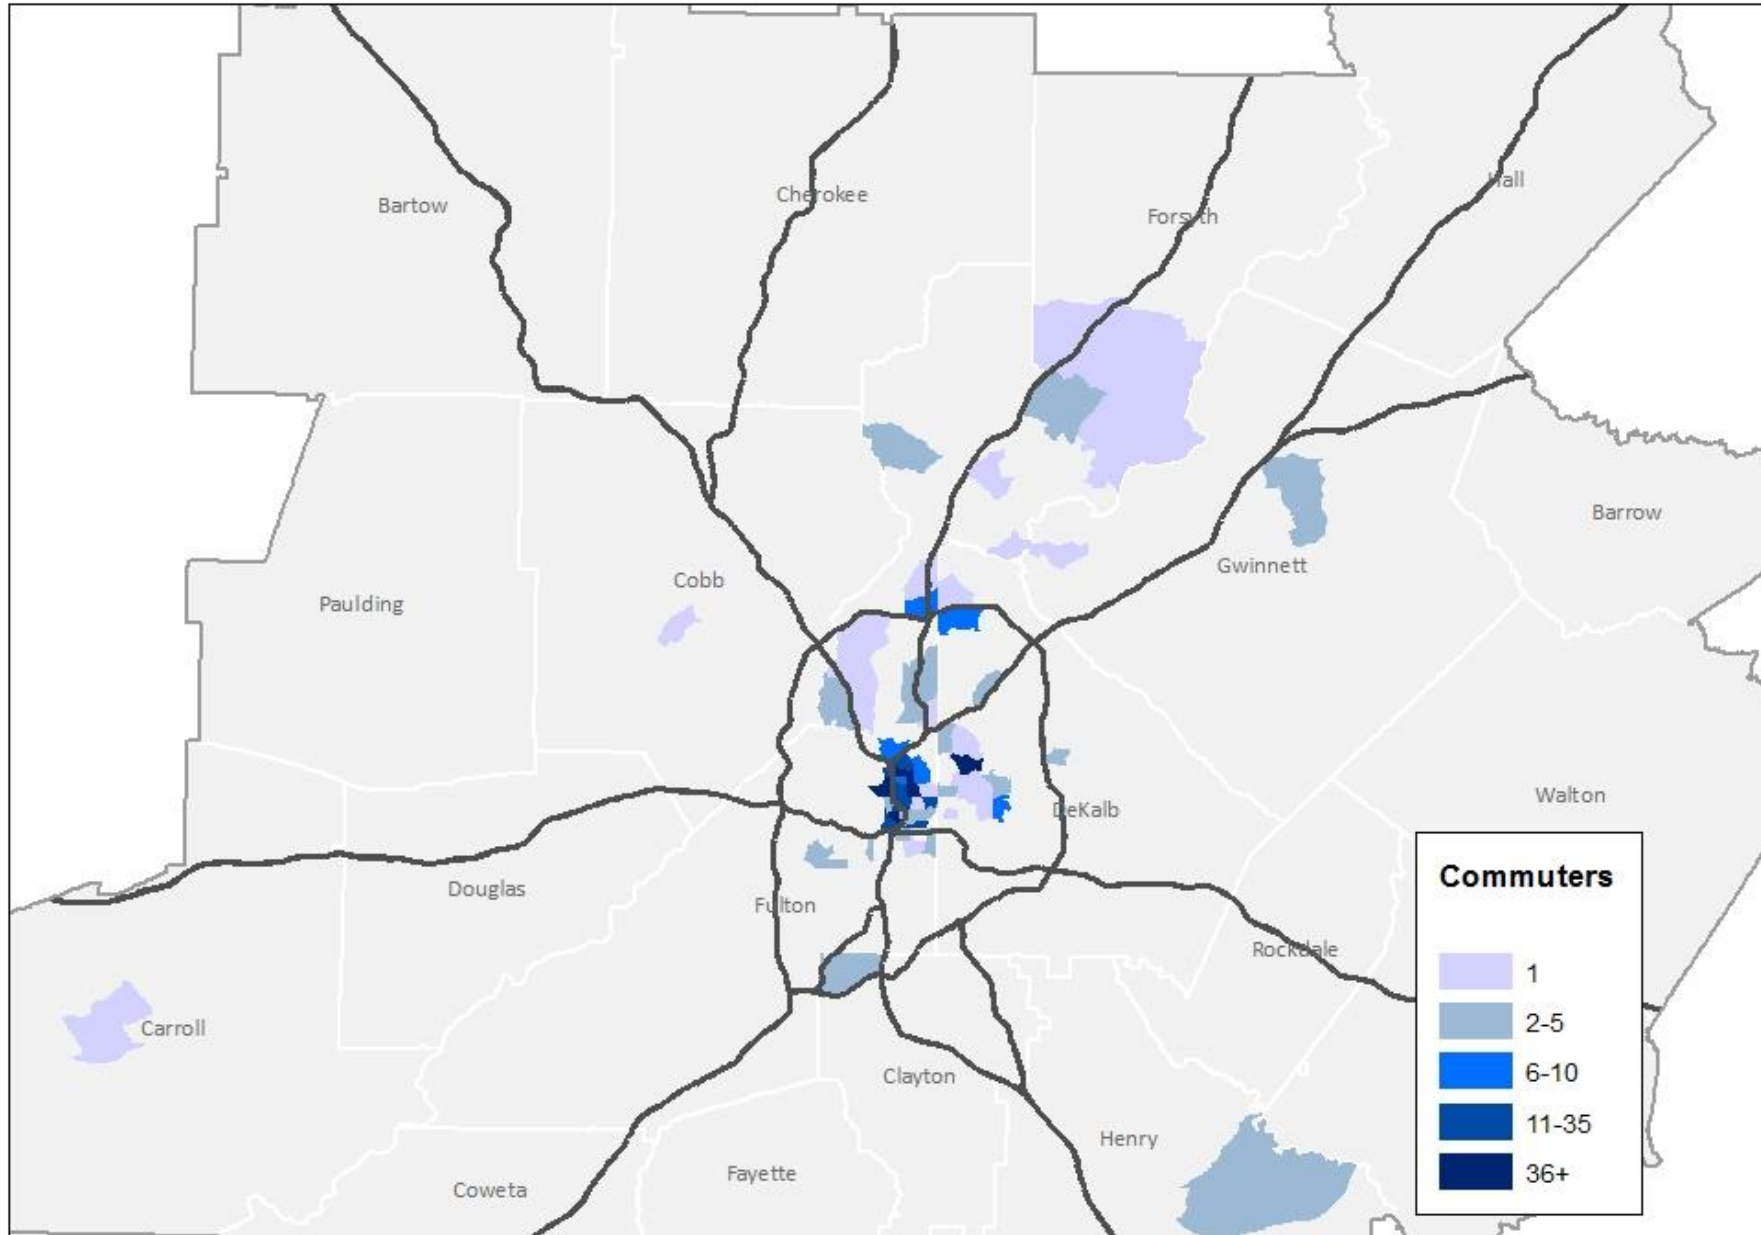 Hall
Cherokee
Bartow
Forsyth
Barrow
Gwinnett
Cobb
Paulding
Walton
DeKalb
Douglas
Fulton
Rockdale
Carroll
Clayton
Henry
Fayette
Coweta
Commuters
1
2-5
6-10
11-35
36+